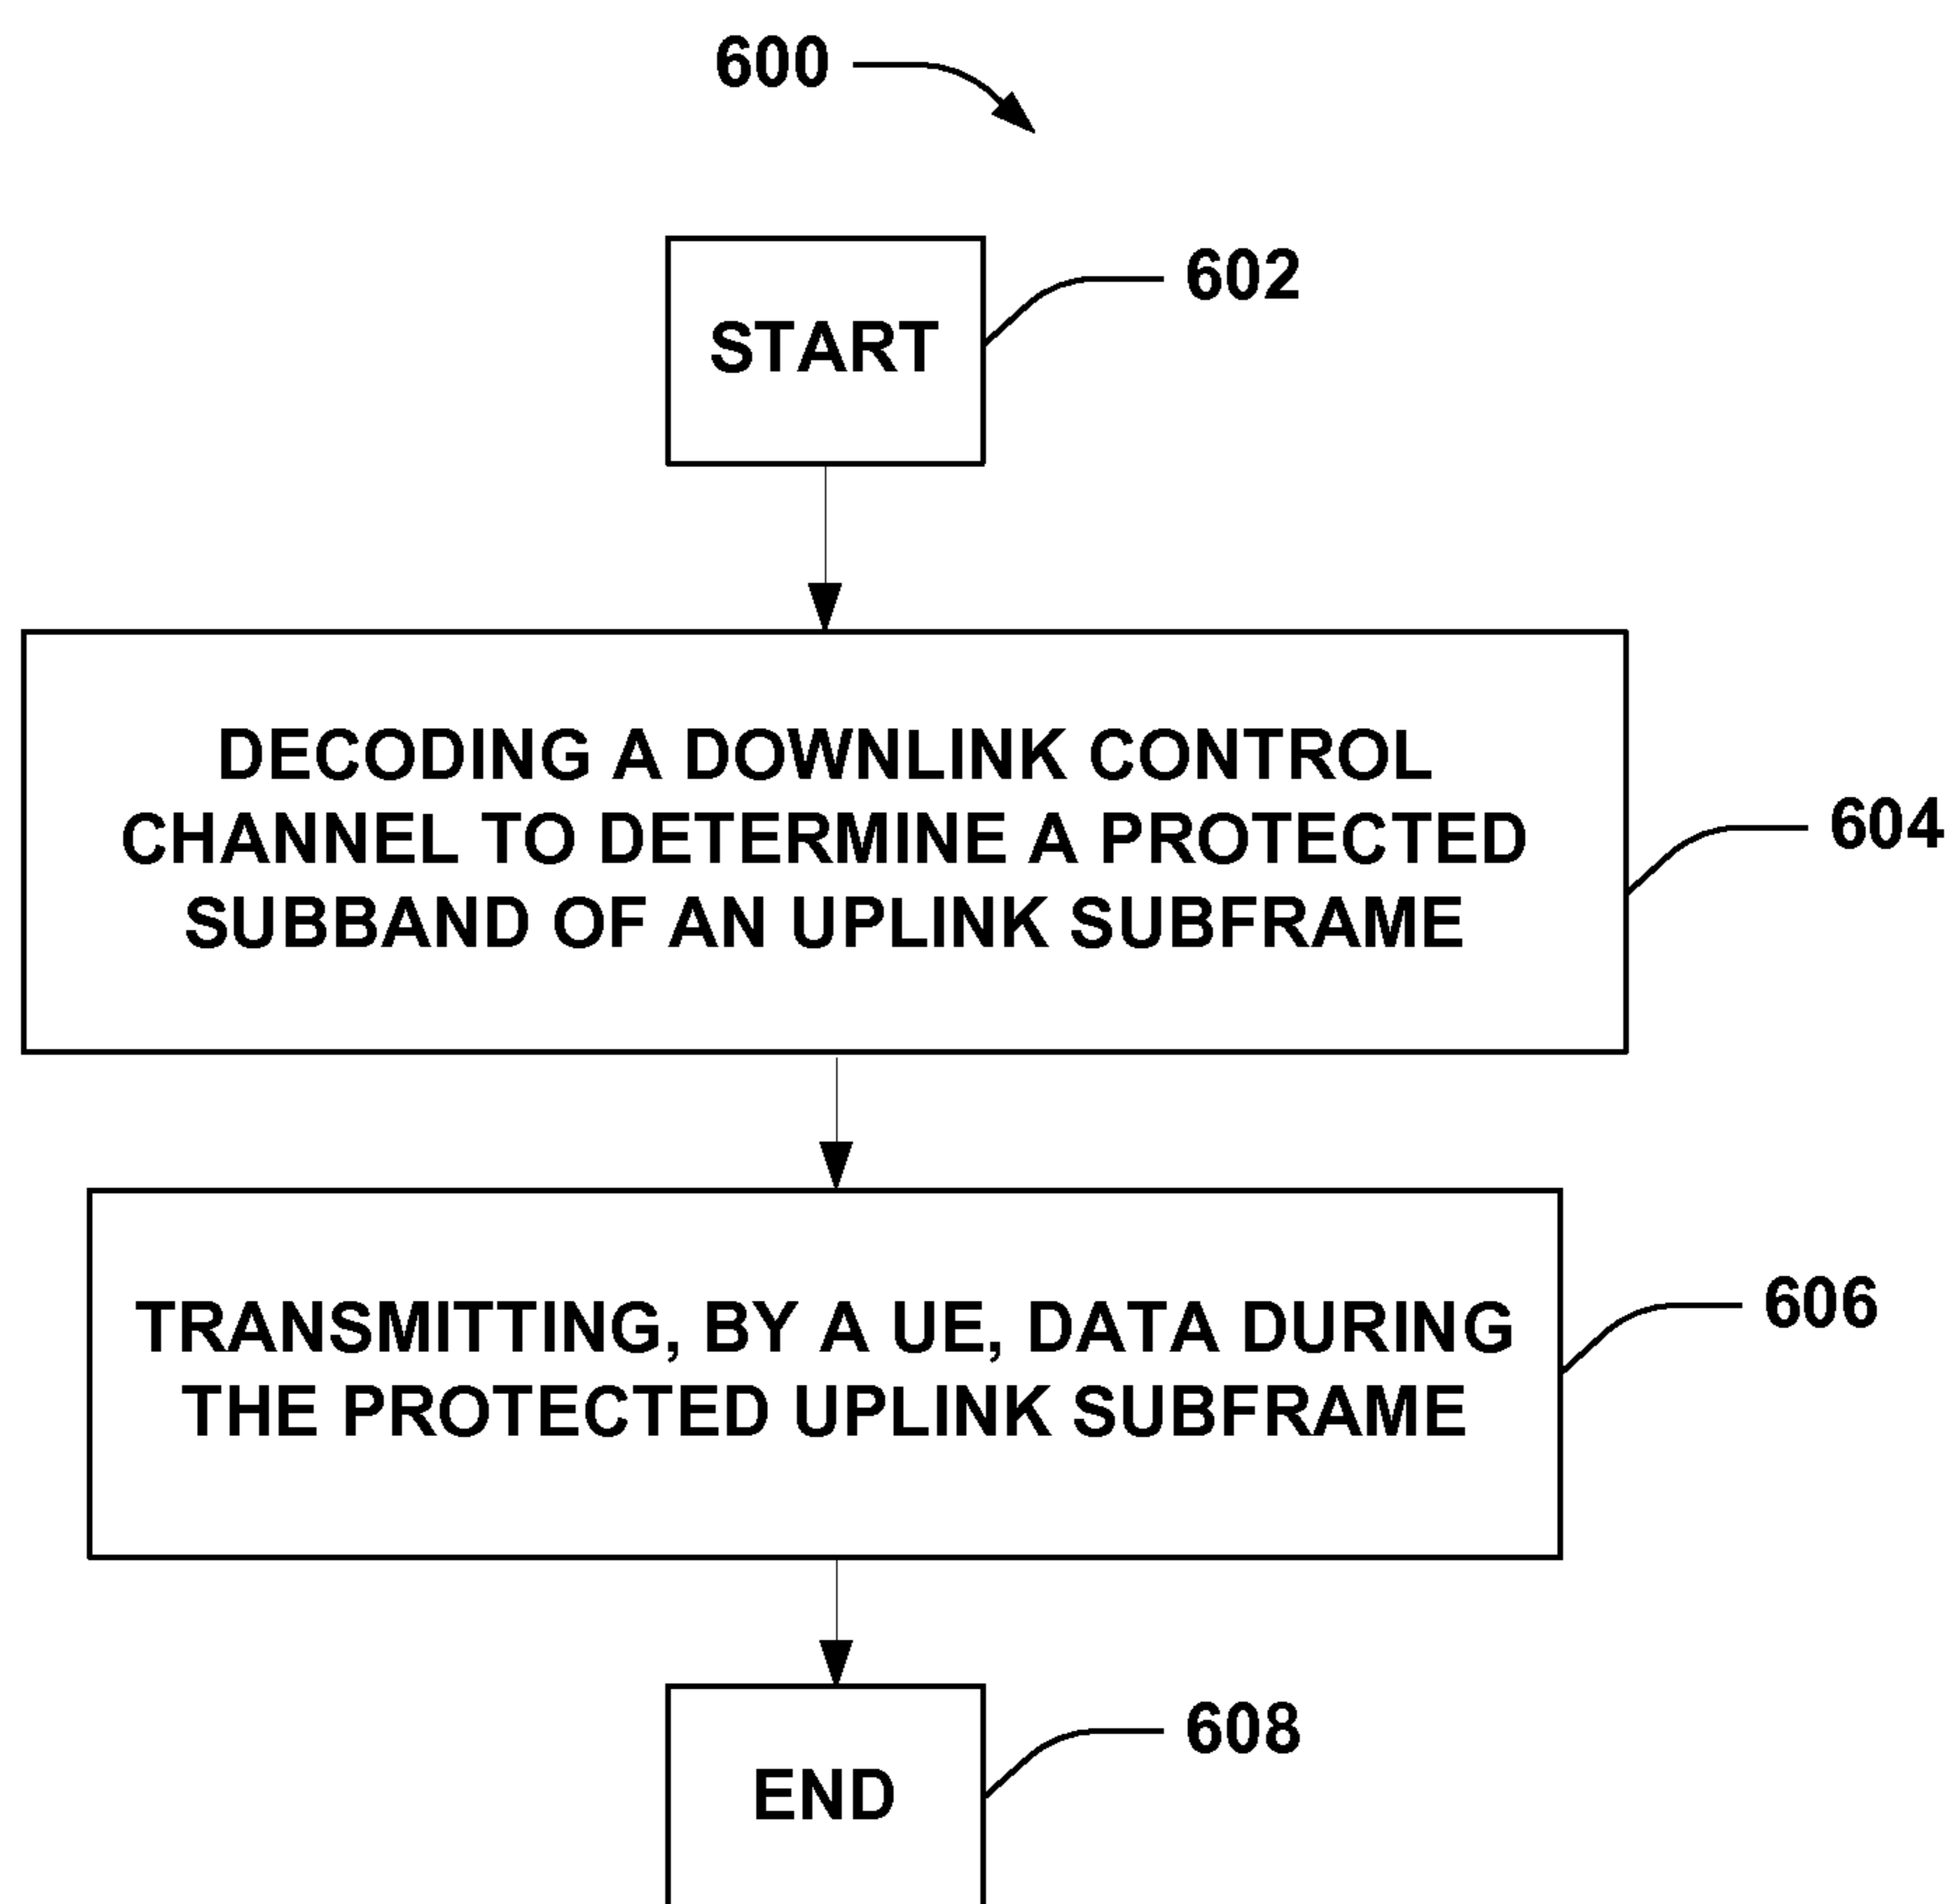 600
602
START
DECODING A DOWNLINK CONTROL
CHANNEL TO DETERMINE A PROTECTED
SUBBAND OF AN UPLINK SUBFRAME
604
TRANSMITTING, BY A UE, DATA DURING
THE PROTECTED UPLINK SUBFRAME
606
608
END